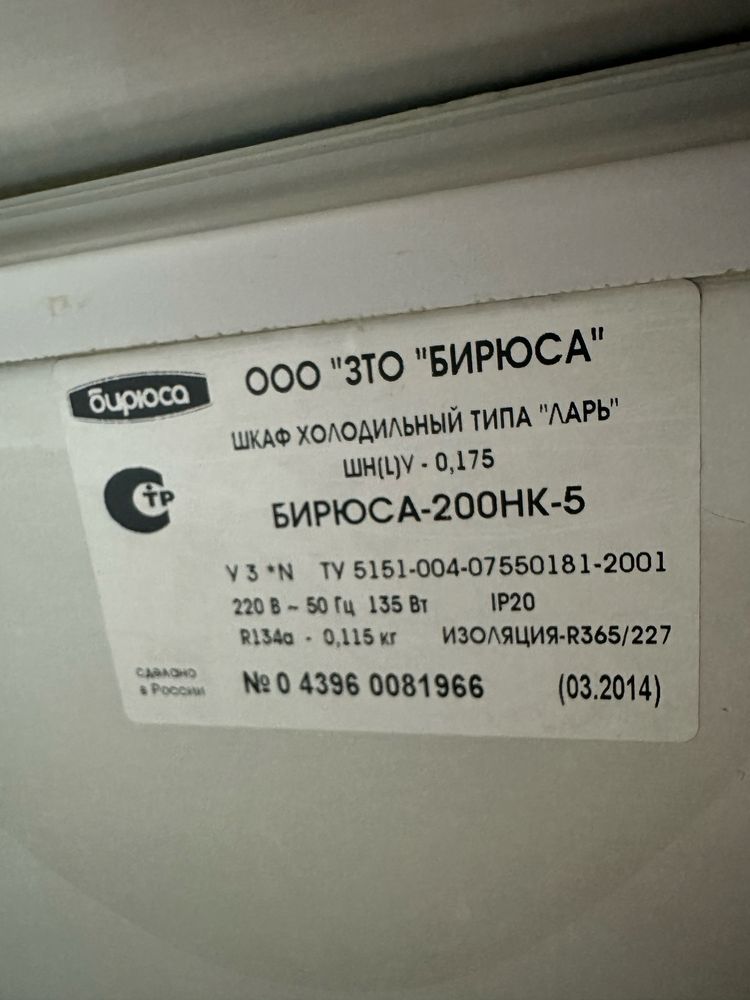 бирюса
ООО "ЗТО "БИРЮСА"
ШКАФ ХОЛОДИЛЬНЫЙ ТИПА "ЛАРЬ"
ШН(L)У - 0,175
БИРЮСА-200НК-5
СТР
У 3 *N ТУ 5151-004-07550181-2001
220 В ~ 50 Гц 135 Вт IP20
R134a - 0,115 кг ИЗОЛЯЦИЯ-R365/227
СДЕЛАНО
в России
№ 0 4396 0081966 (03.2014)